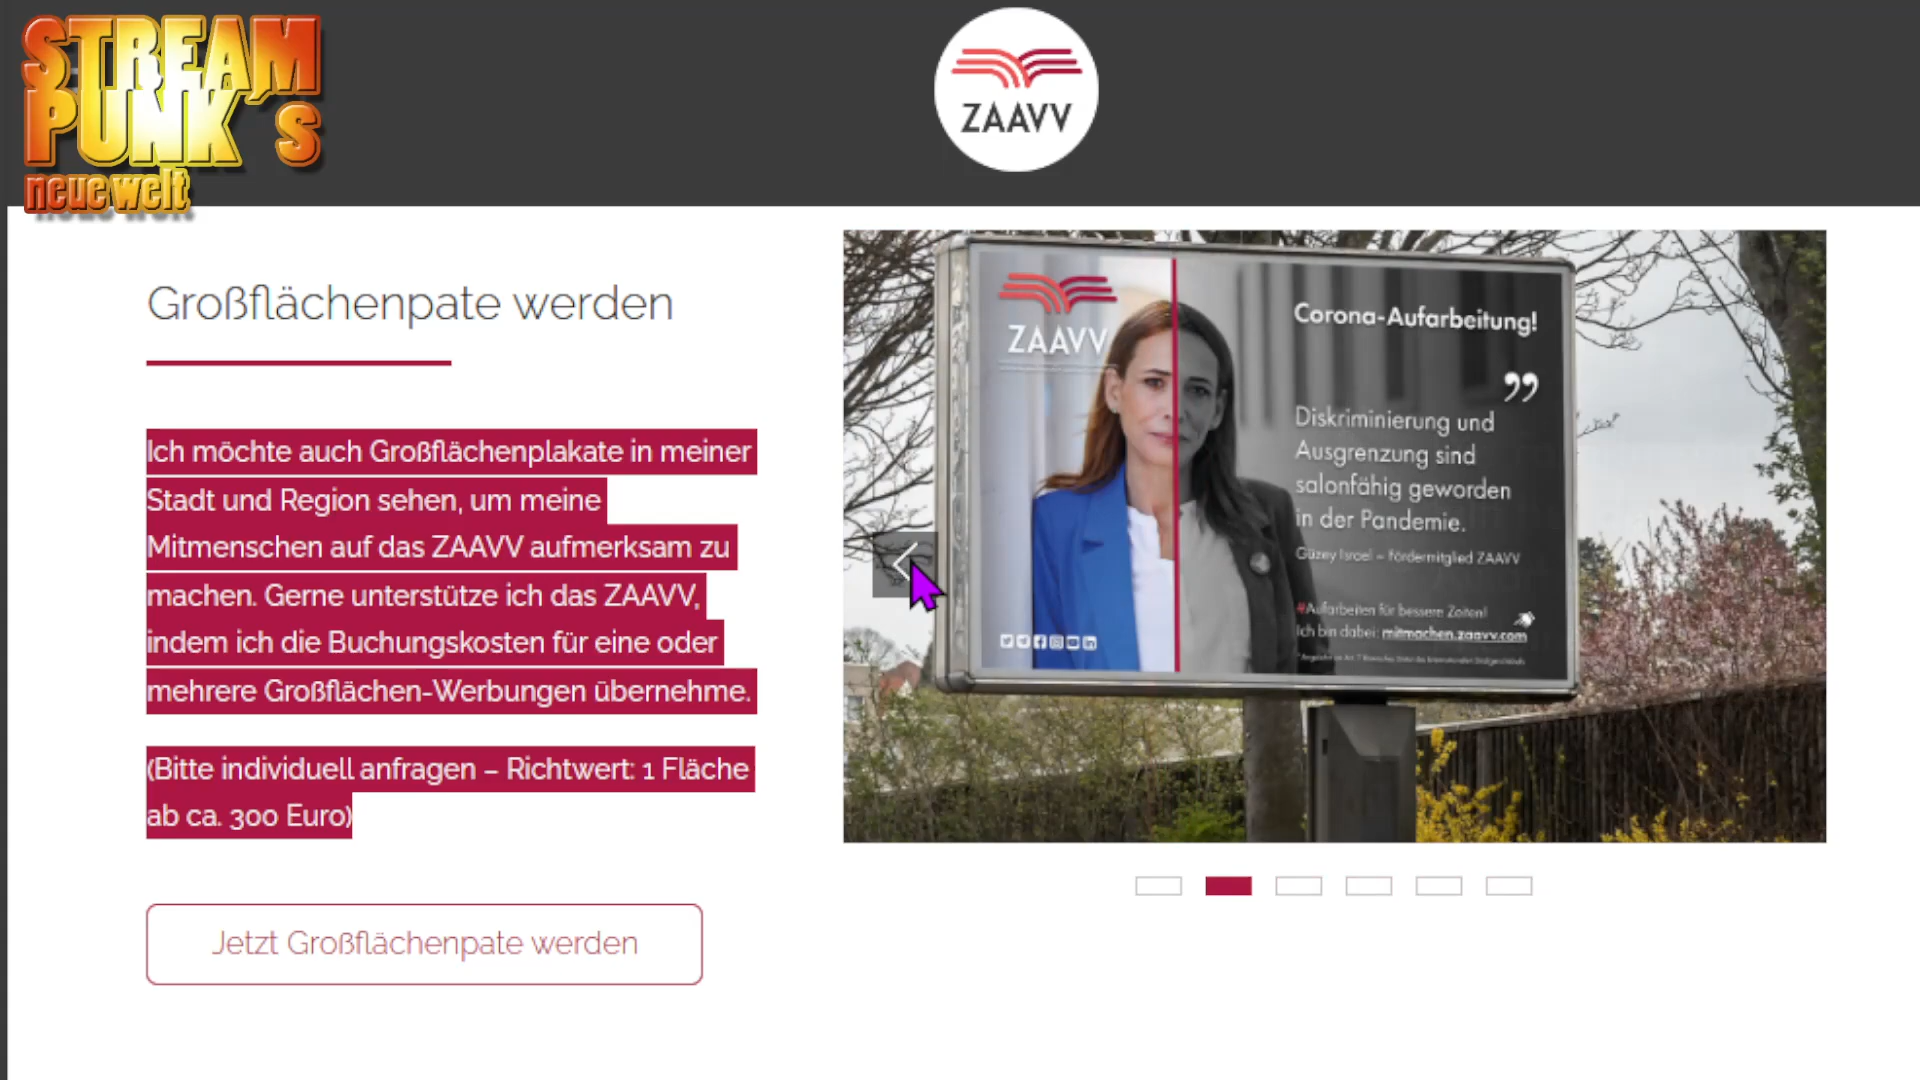 STREAM
PUNK´s
neue welt
ZAAVV
Großflächenpate werden
Ich möchte auch Großflächenplakate in meiner
Stadt und Region sehen, um meine
Mitmenschen auf das ZAAVV aufmerksam zu
machen. Gerne unterstütze ich das ZAAVV,
indem ich die Buchungskosten für eine oder
mehrere Großflächen-Werbungen übernehme.
(Bitte individuell anfragen – Richtwert: 1 Fläche
ab ca. 300 Euro)
Jetzt Großflächenpate werden
ZAAVV
Corona-Aufarbeitung!
”
Diskriminierung und
Ausgrenzung sind
salonfähig geworden
in der Pandemie.
Güzey Israel – Fördermitglied ZAAVV
#Aufarbeiten für bessere Zeiten!
Ich bin dabei: mitmachen.zaavv.com